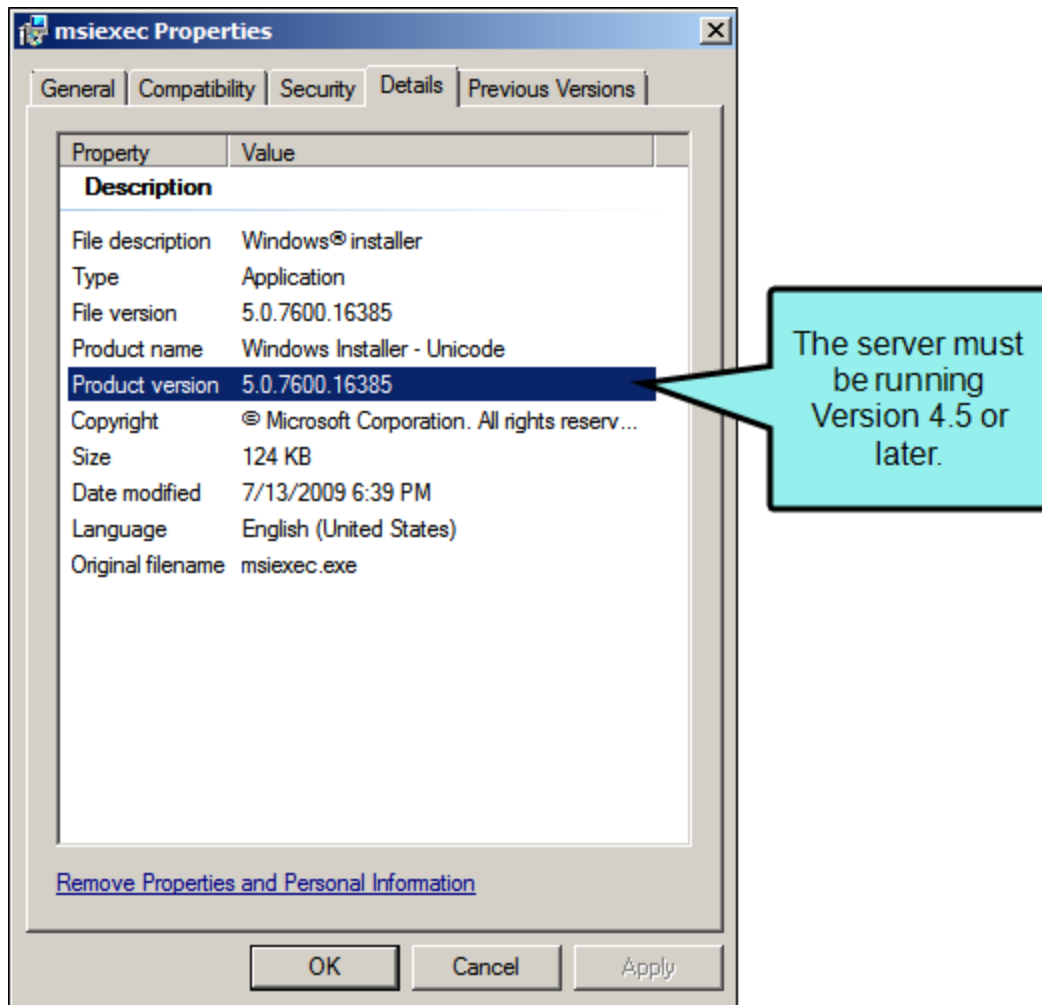 msiexec Properties
General Compatibility Security Details Previous Versions
Property Value
Description
File description Windows® installer
Type Application
File version 5.0.7600.16385
Product name Windows Installer - Unicode
Product version 5.0.7600.16385
Copyright © Microsoft Corporation. All rights reserv...
Size 124 KB
Date modified 7/13/2009 6:39 PM
Language English (United States)
Original filename msiexec.exe
Remove Properties and Personal Information
OK Cancel Apply
The server must
be running
Version 4.5 or
later.